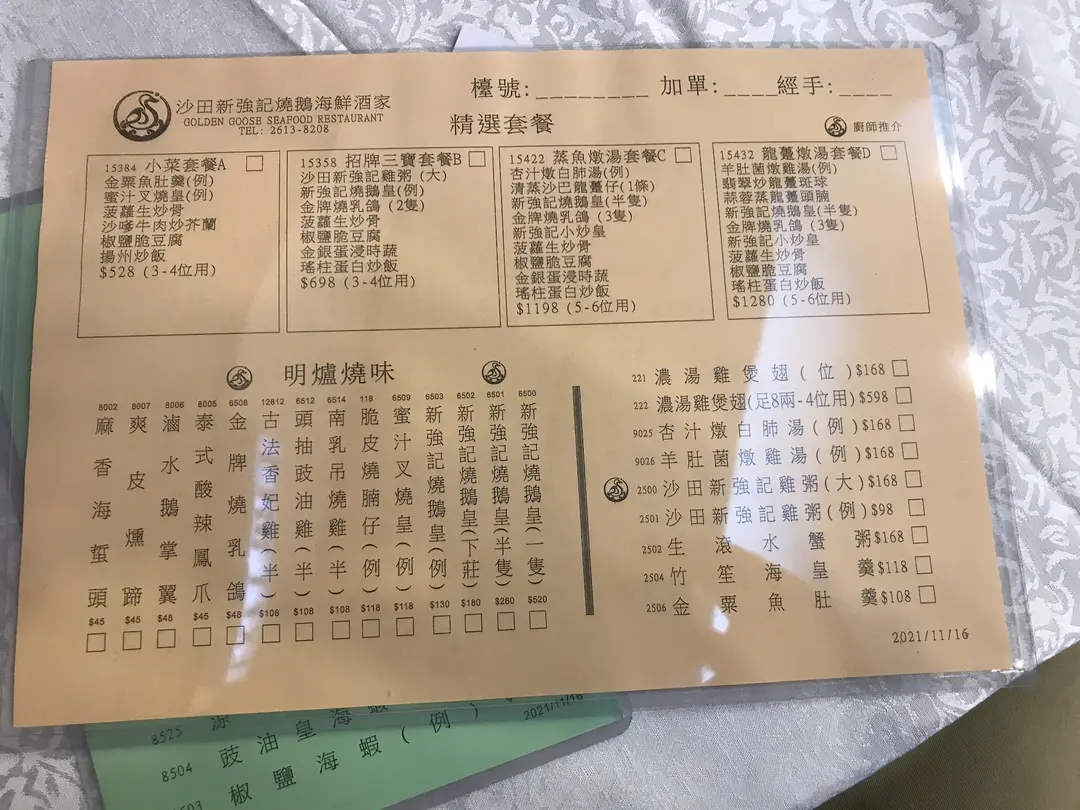 沙田新強記燒鵝海鮮酒家
GOLDEN GOOSE SEAFOOD RESTAURANT
TEL: 2613-8208
檯號:________ 加單:____經手:____
精選套餐
廚師推介
15384 小菜套餐A
金粟魚肚羹(例)
蜜汁叉燒皇(例)
菠蘿生炒骨
沙嗲牛肉炒芥蘭
椒鹽脆豆腐
揚州炒飯
$528 (3-4位用)
15358 招牌三寶套餐B
沙田新強記雞粥 (大)
新強記燒鵝皇(例)
金牌燒乳鴿 (2隻)
菠蘿生炒骨
椒鹽脆豆腐
金銀蛋浸時蔬
瑤柱蛋白炒飯
$698 (3-4位用)
15422 蒸魚燉湯套餐C
杏汁燉白肺湯(例)
清蒸沙巴龍躉仔(1條)
新強記燒鵝皇(半隻)
金牌燒乳鴿 (3隻)
新強記小炒皇
菠蘿生炒骨
椒鹽脆豆腐
金銀蛋浸時蔬
瑤柱蛋白炒飯
$1198 (5-6位用)
15432 龍躉燉湯套餐D
羊肚菌燉雞湯(例)
翡翠炒龍躉斑球
蒜蓉蒸龍躉頭腩
新強記燒鵝皇(半隻)
金牌燒乳鴿 (3隻)
新強記小炒皇
菠蘿生炒骨
椒鹽脆豆腐
瑤柱蛋白炒飯
$1280 (5-6位用)
明爐燒味
8002 麻香海蜇頭 $45
8007 爽皮燻蹄 $45
8006 滷水鵝掌翼 $48
8005 泰式酸辣鳳爪 $45
6506 金牌燒乳鴿 $48
12812 古法香妃雞(半) $108
6512 頭抽豉油雞(半) $108
6514 南乳吊燒雞(半) $108
118 脆皮燒腩仔(例) $118
6509 蜜汁叉燒皇(例) $118
6503 新強記燒鵝皇(例) $130
6502 新強記燒鵝皇(下莊) $180
6501 新強記燒鵝皇(半隻) $260
6500 新強記燒鵝皇(一隻) $520
221 濃湯雞煲翅(位)$168
222 濃湯雞煲翅(足8兩-4位用)$598
9025 杏汁燉白肺湯(例)$168
9026 羊肚菌燉雞湯(例)$168
2500 沙田新強記雞粥(大)$168
2501 沙田新強記雞粥(例)$98
2502 生滾水蟹粥$168
2504 竹笙海皇羹$118
2506 金粟魚肚羹$108
2021/11/16
8525
2021/11/16
8504 豉油皇海蝦(例)
椒鹽海蝦